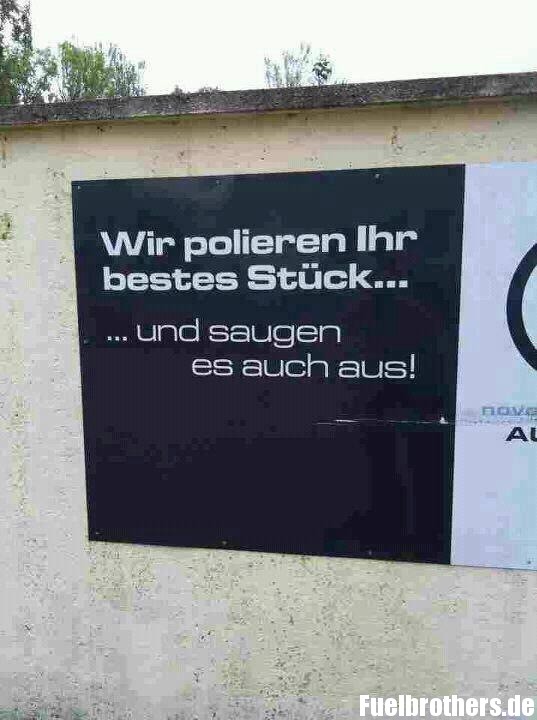 Wir polieren Ihr
bestes Stück...
... und saugen
es auch aus!
Fuelbrothers.de